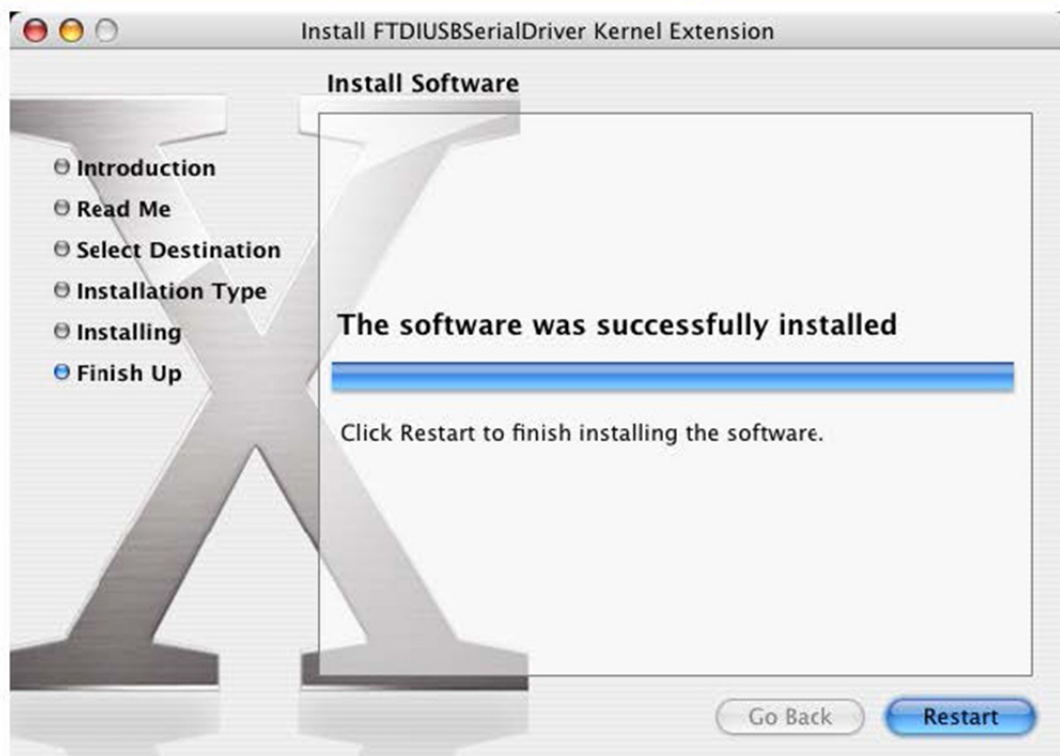 Install FTDIUSBSerialDriver Kernel Extension
Install Software
Introduction
Read Me
Select Destination
Installation Type
Installing
Finish Up
The software was successfully installed
Click Restart to finish installing the software.
Go Back
Restart